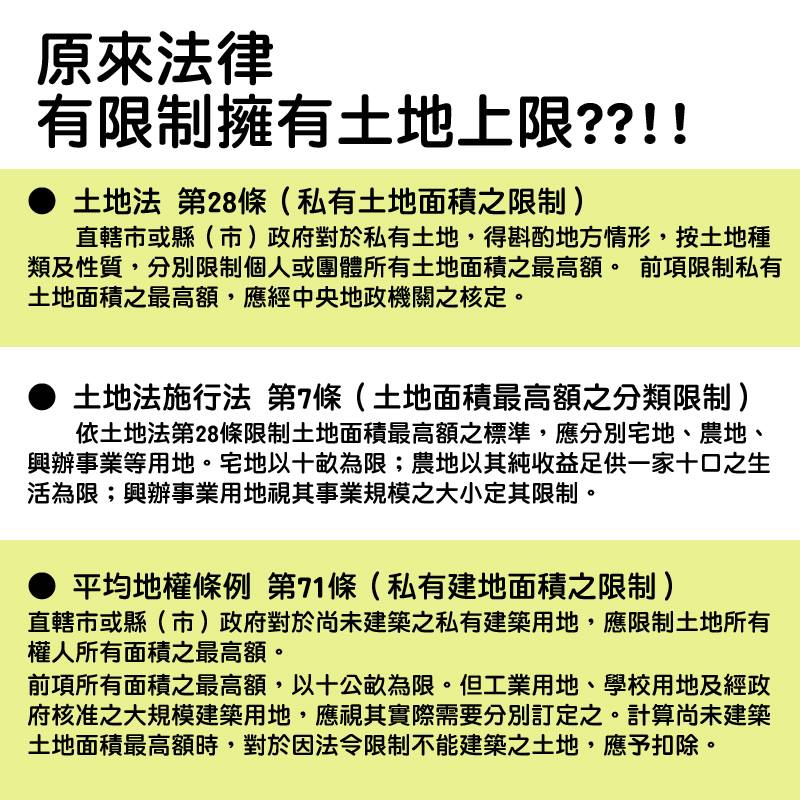 原來法律
有限制擁有土地上限??!!
● 土地法 第28條（私有土地面積之限制）
直轄市或縣（市）政府對於私有土地，得斟酌地方情形，按土地種
類及性質，分別限制個人或團體所有土地面積之最高額。 前項限制私有
土地面積之最高額，應經中央地政機關之核定。
● 土地法施行法 第7條（土地面積最高額之分類限制）
依土地法第28條限制土地面積最高額之標準，應分別宅地、農地、
興辦事業等用地。宅地以十畝為限；農地以其純收益足供一家十口之生
活為限；興辦事業用地視其事業規模之大小定其限制。
● 平均地權條例 第71條（私有建地面積之限制）
直轄市或縣（市）政府對於尚未建築之私有建築用地，應限制土地所有
權人所有面積之最高額。
前項所有面積之最高額，以十公畝為限。但工業用地、學校用地及經政
府核准之大規模建築用地，應視其實際需要分別訂定之。計算尚未建築
土地面積最高額時，對於因法令限制不能建築之土地，應予扣除。